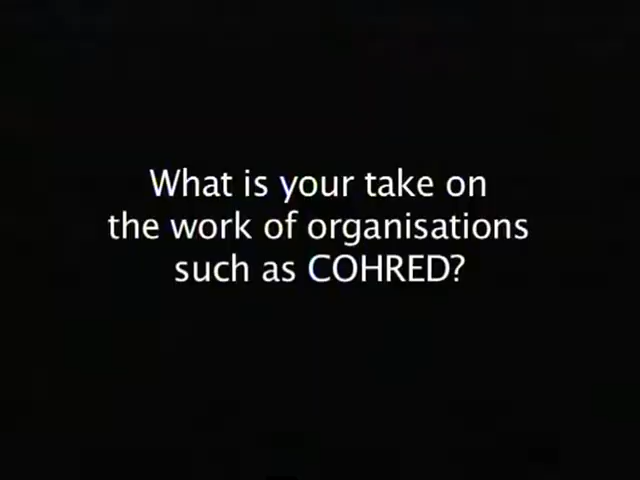 What is your take on
the work of organisations
such as COHRED?